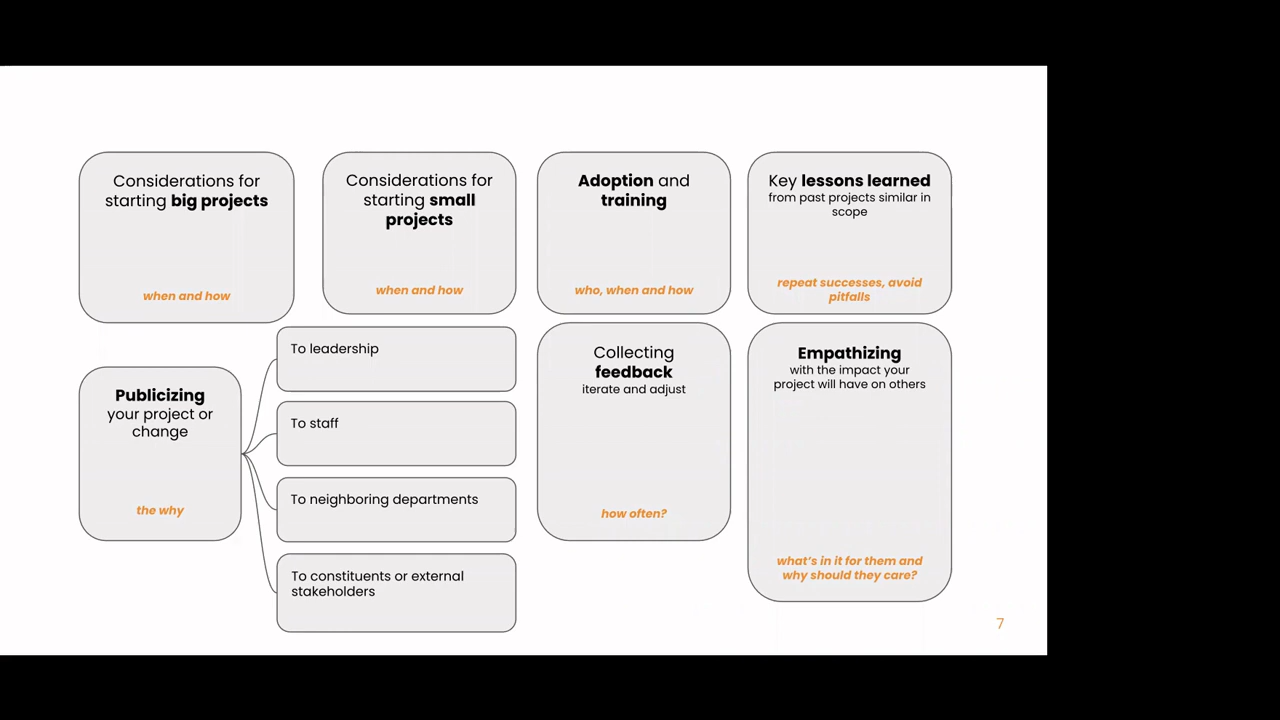 Considerations for
starting big projects
when and how
Considerations for
starting small
projects
when and how
Adoption and
training
who, when and how
Key lessons learned
from past projects similar in
scope
repeat successes, avoid
pitfalls
Publicizing
your project or
change
the why
To leadership
To staff
To neighboring departments
To constituents or external
stakeholders
Collecting
feedback
iterate and adjust
how often?
Empathizing
with the impact your
project will have on others
what's in it for them and
why should they care?
7